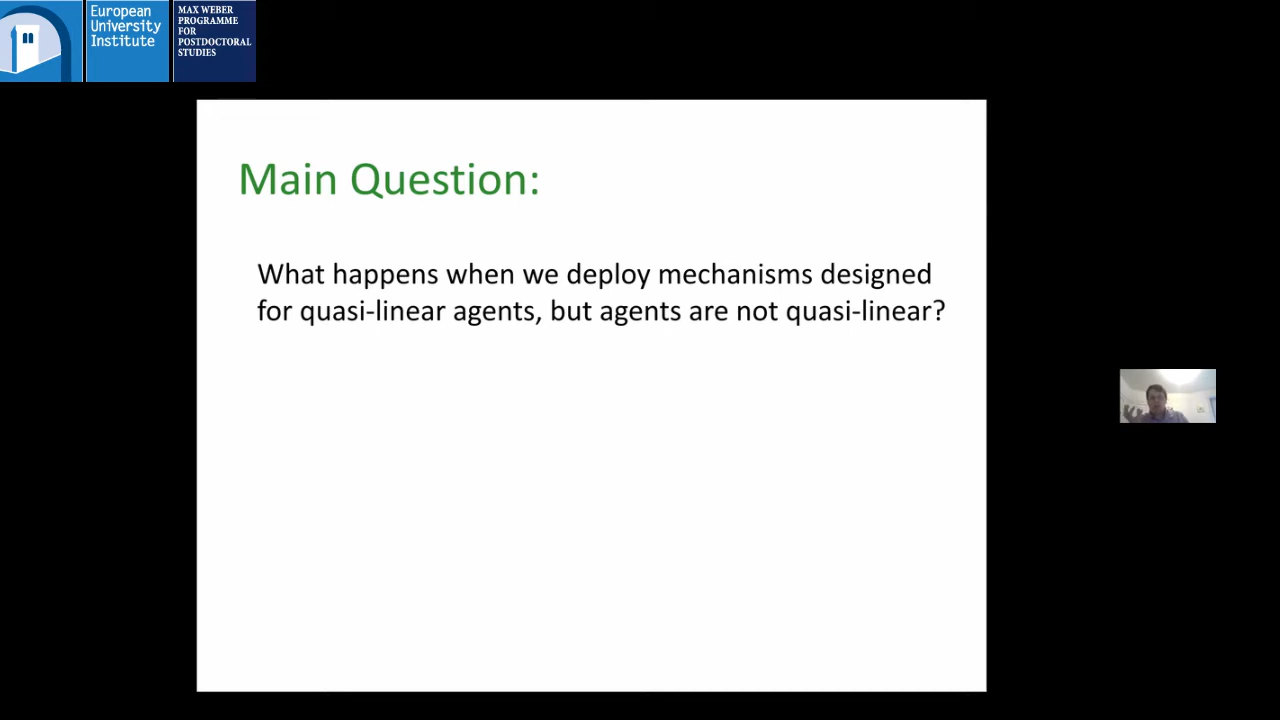 European
University
Institute
MAX WEBER
PROGRAMME
FOR
POSTDOCTORAL
STUDIES
Main Question:
What happens when we deploy mechanisms designed
for quasi-linear agents, but agents are not quasi-linear?